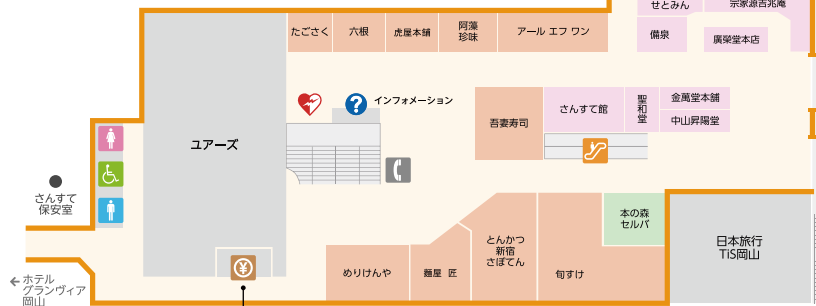 せとみん
宗家源吉兆庵
たごさく
六根
虎屋本舗
阿藻
珍味
アール エフ ワン
備泉
廣榮堂本店
インフォメーション
?
吾妻寿司
さんすて館
聖和堂
金萬堂本舗
中山昇陽堂
ユアーズ
さんすて
保安室
本の森
セルバ
とんかつ
新宿
さぼてん
日本旅行
TiS岡山
めりけんや
麺屋 匠
旬すけ
¥
ホテル
グランヴィア
岡山